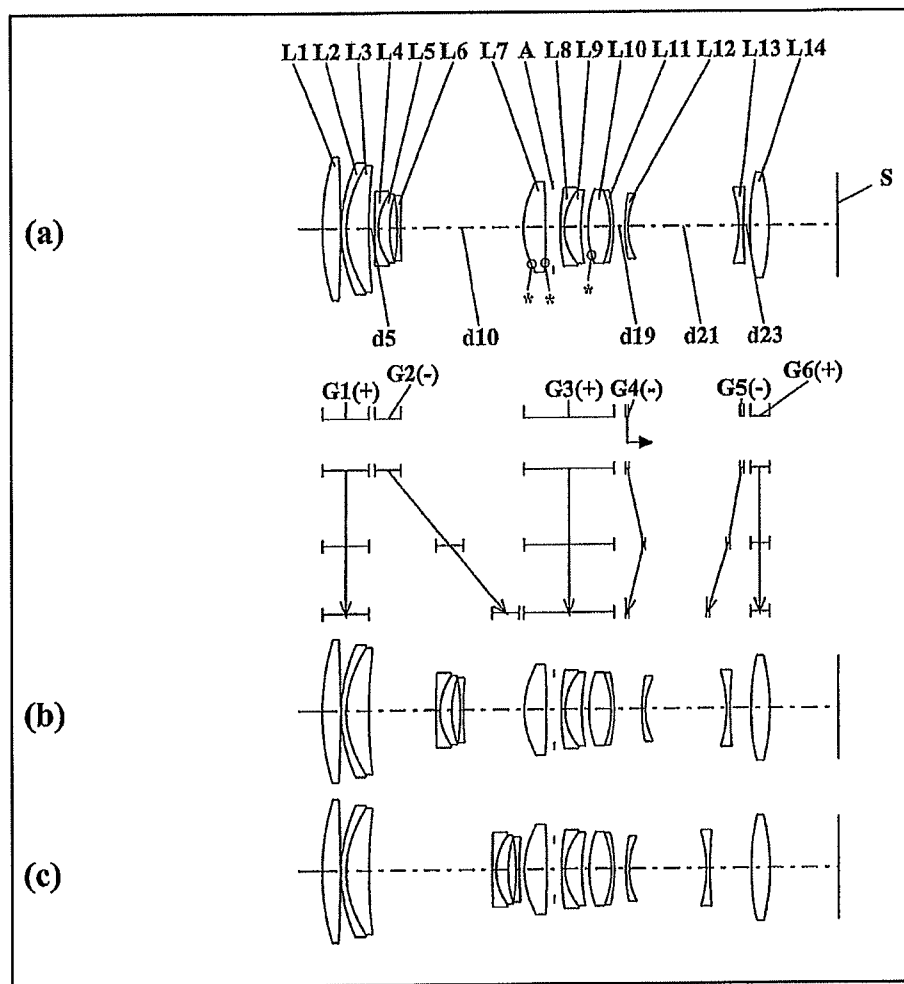 L1 L2 L3 L4 L5 L6 L7 A L8 L9 L10 L11 L12 L13 L14
S
(a)
* * *
d5 d10 d19 d21 d23
G1(+) G2(-) G3(+) G4(-) G5(-) G6(+)
(b)
(c)